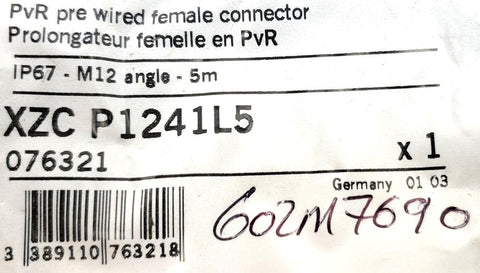 PvR pre wired female connector
Prolongateur femelle en PvR
IP67 - M12 angle - 5m
XZC P1241L5
076321 x 1
Germany 01 03
602M7690
3 389110 763218